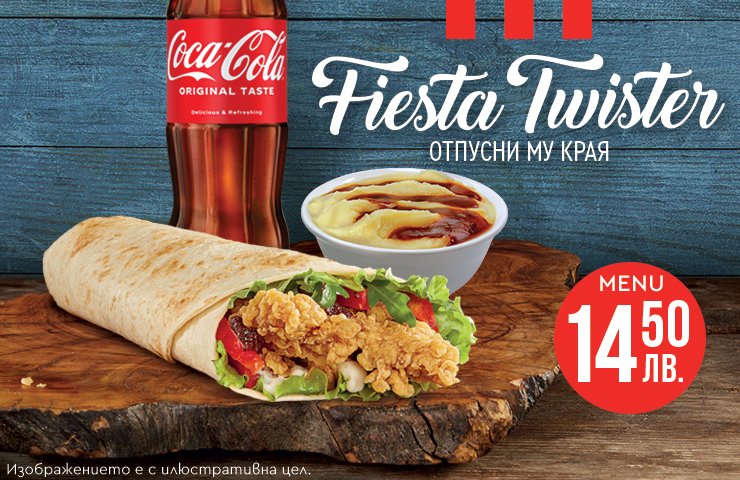 Coca-Cola
ORIGINAL TASTE
Delicious & Refreshing
Fiesta Twister
ОТПУСНИ МУ КРАЯ
MENU
14 50
ЛВ.
Изображението е с илюстративна цел.